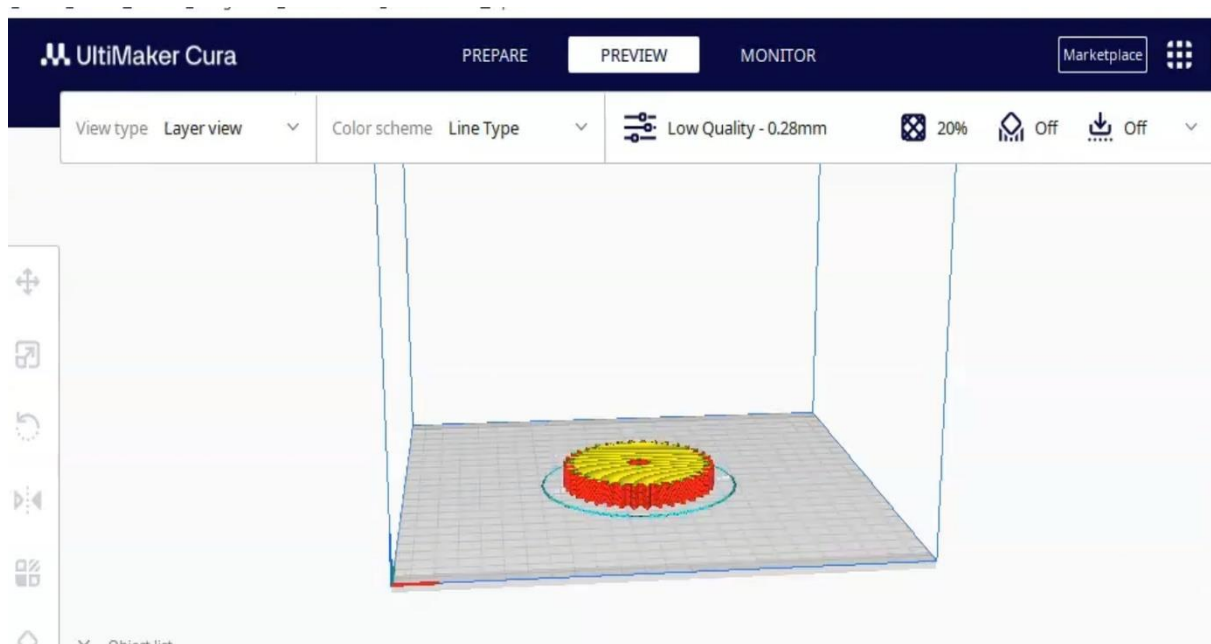 UltiMaker Cura
PREPARE
PREVIEW
MONITOR
Marketplace
View type Layer view
Color scheme Line Type
Low Quality - 0.28mm
20%
Off
Off
Object list